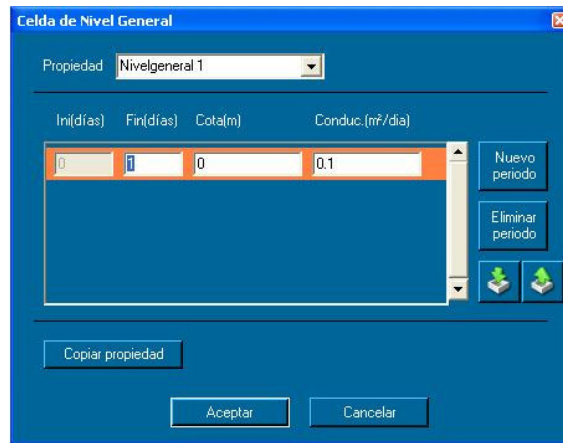 Celda de Nivel General
Propiedad Nivelgeneral 1
Ini(días) Fin(días) Cota(m) Conduc.(m²/dia)
0 1 0 0.1
Nuevo
periodo
Eliminar
periodo
Copiar propiedad
Aceptar Cancelar